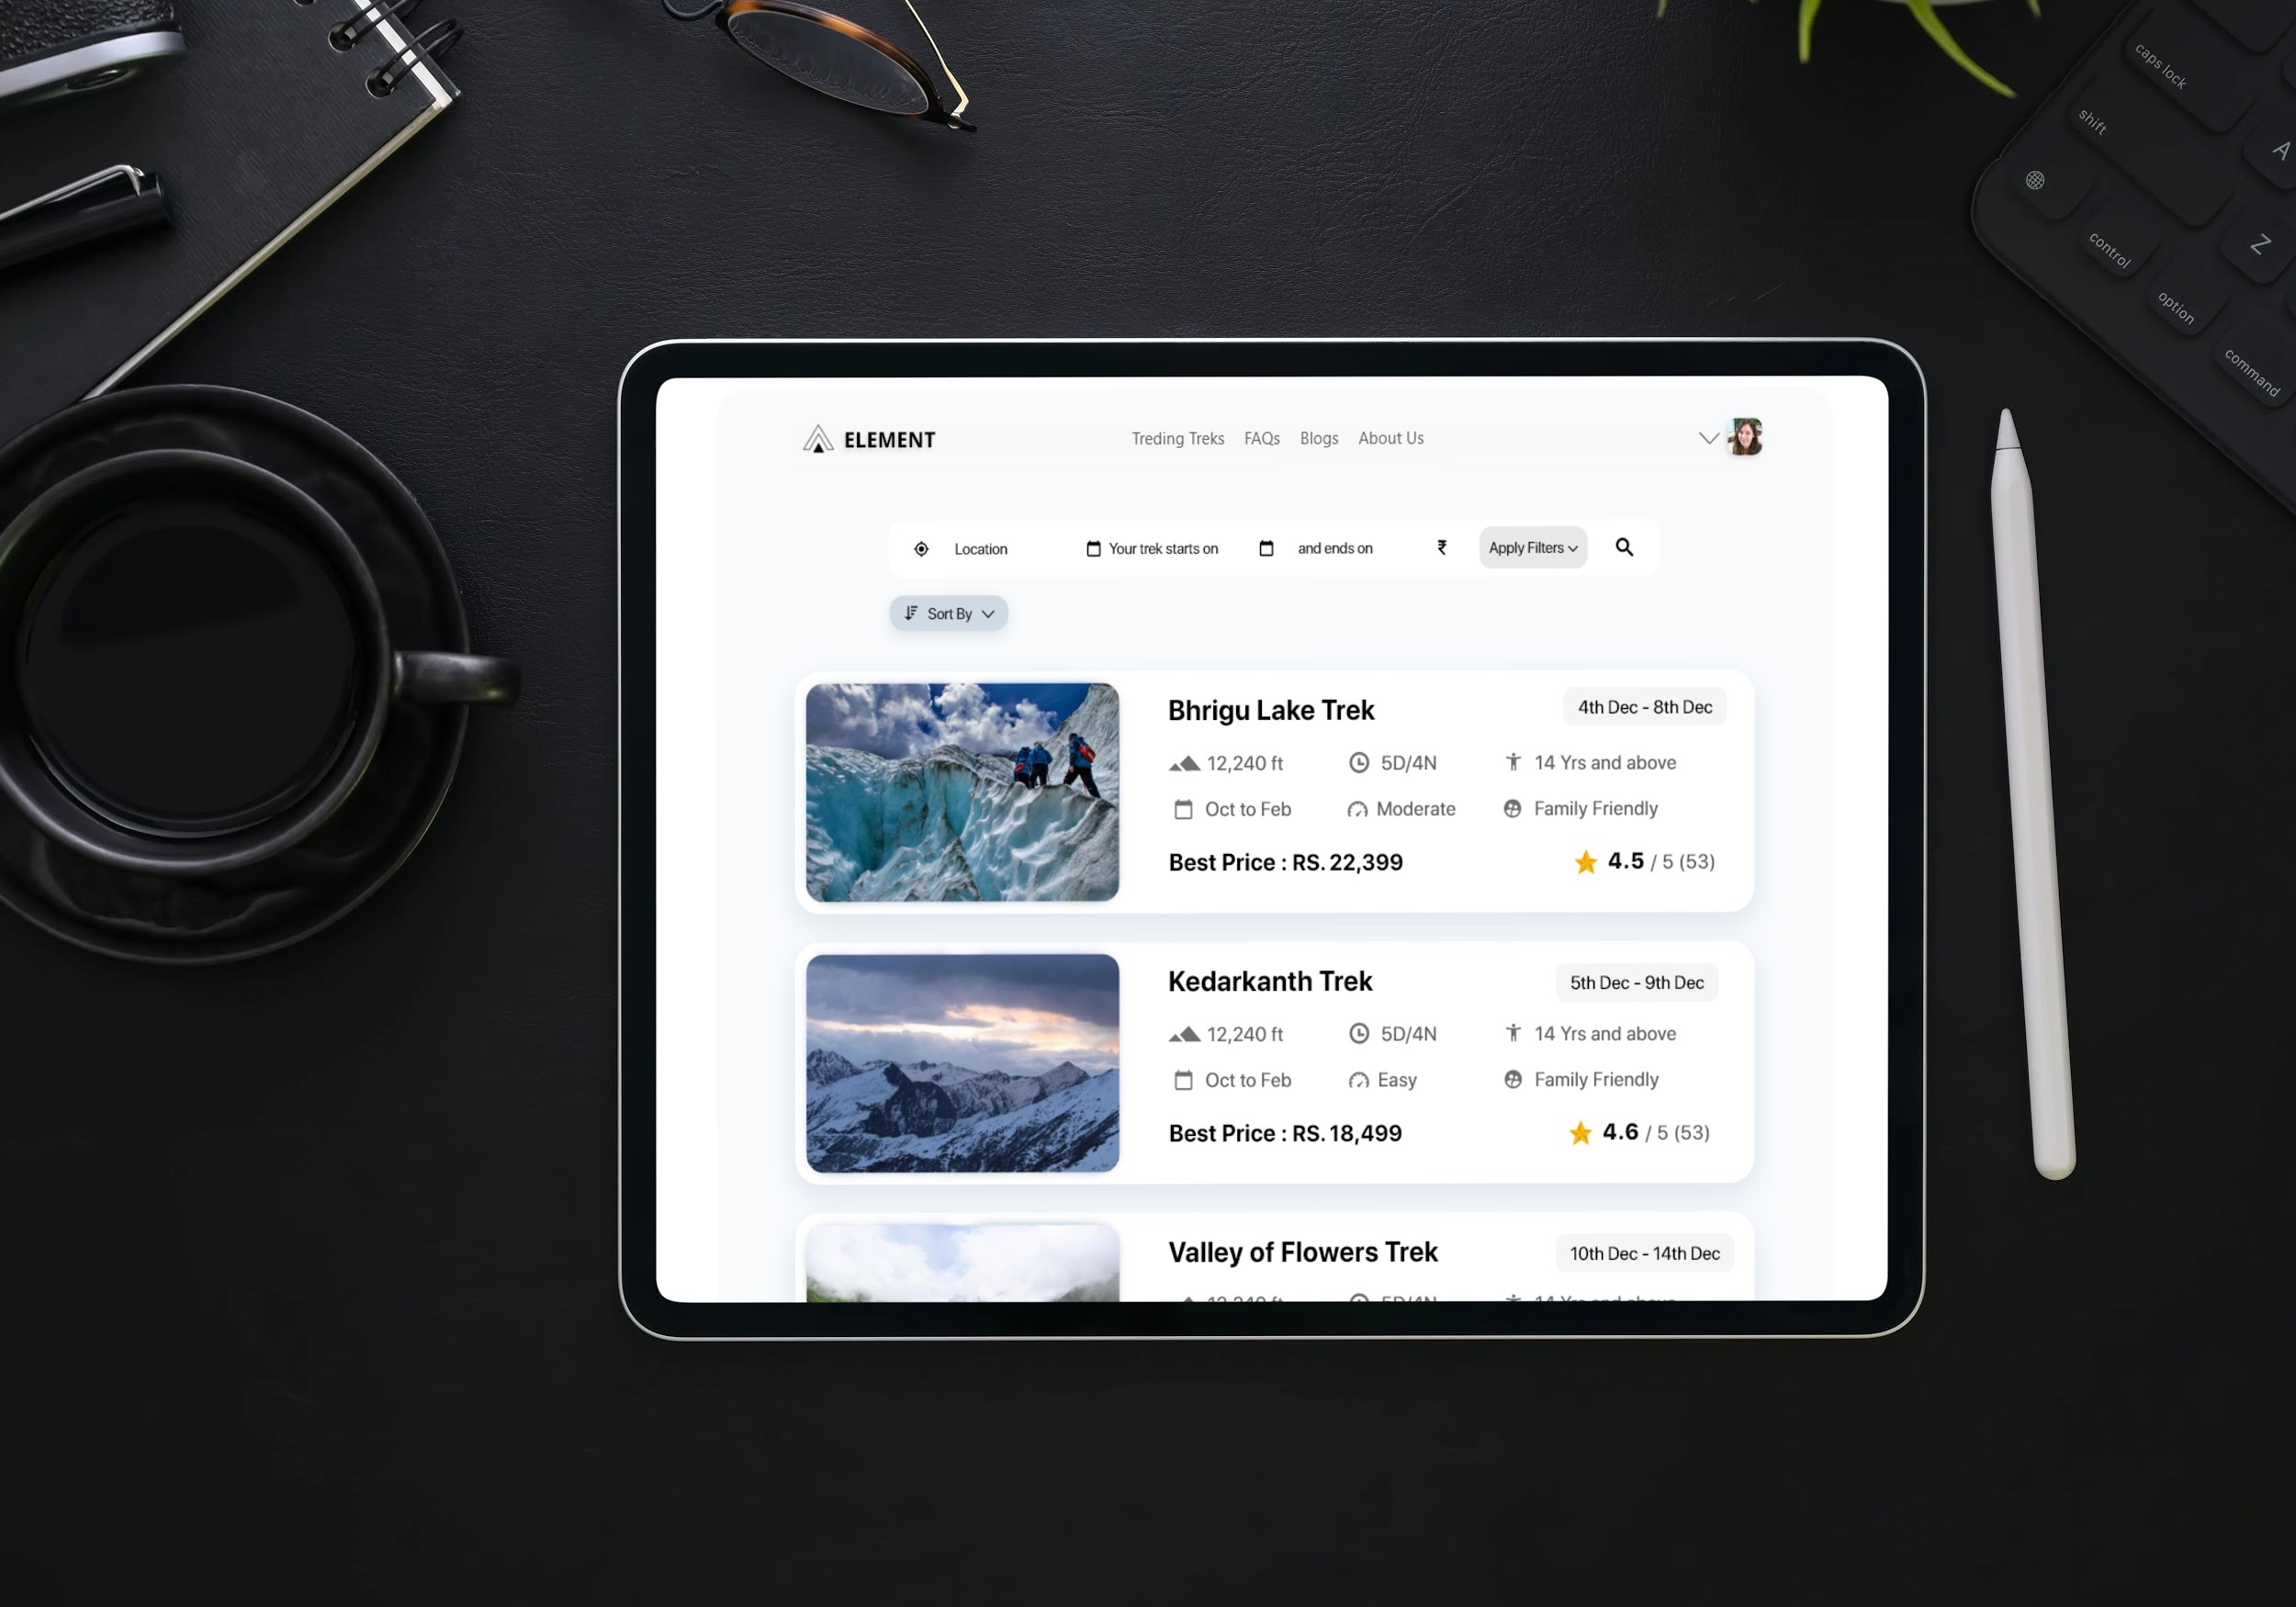 caps lock
shift
A
Z
control
option
command
ELEMENT
Treding Treks FAQs Blogs About Us
Location Your trek starts on and ends on ₹ Apply Filters
Sort By
Bhrigu Lake Trek 4th Dec - 8th Dec
12,240 ft 5D/4N 14 Yrs and above
Oct to Feb Moderate Family Friendly
Best Price : RS. 22,399 4.5 / 5 (53)
Kedarkanth Trek 5th Dec - 9th Dec
12,240 ft 5D/4N 14 Yrs and above
Oct to Feb Easy Family Friendly
Best Price : RS. 18,499 4.6 / 5 (53)
Valley of Flowers Trek 10th Dec - 14th Dec